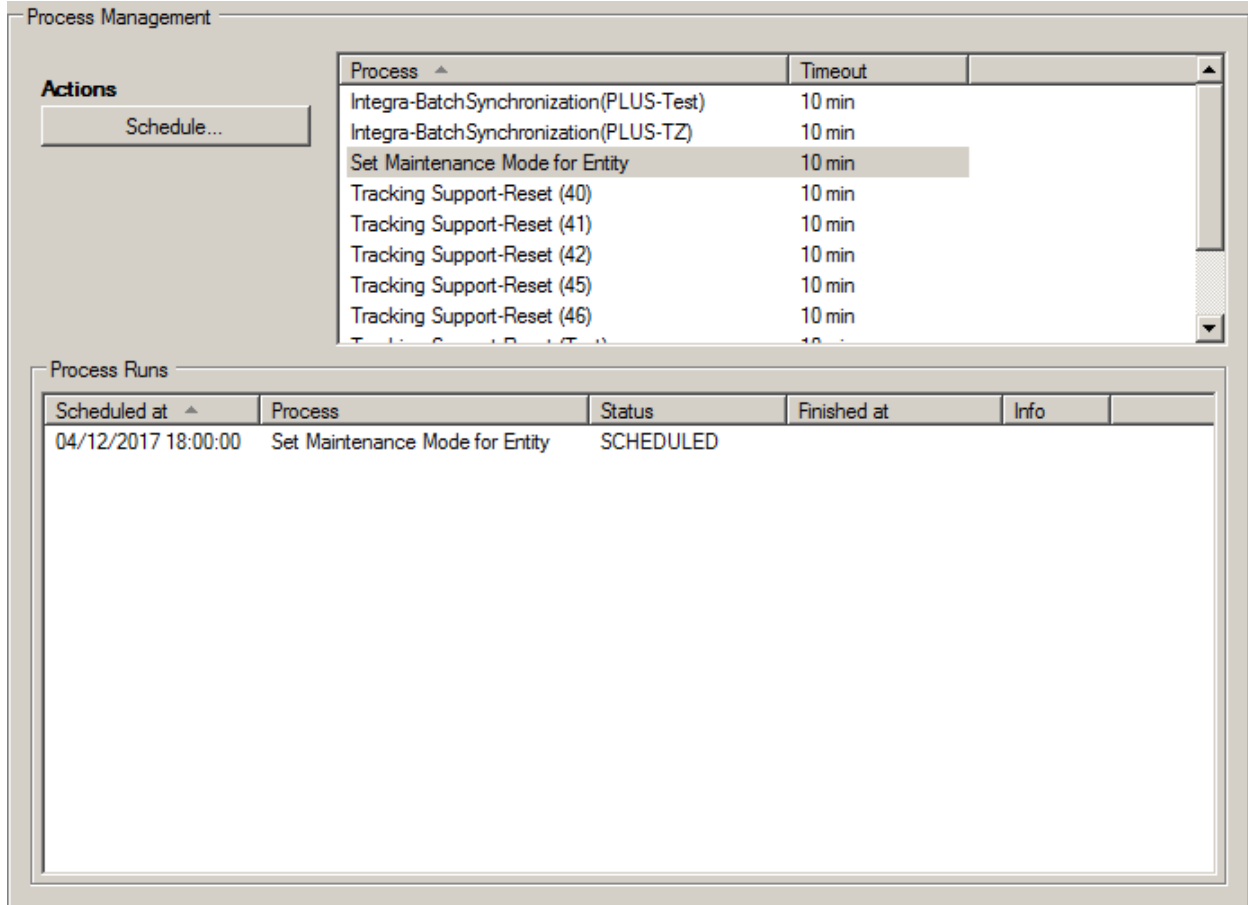 Process Management
Actions
Schedule...
Process Timeout
Integra-BatchSynchronization(PLUS-Test) 10 min
Integra-BatchSynchronization(PLUS-TZ) 10 min
Set Maintenance Mode for Entity 10 min
Tracking Support-Reset (40) 10 min
Tracking Support-Reset (41) 10 min
Tracking Support-Reset (42) 10 min
Tracking Support-Reset (45) 10 min
Tracking Support-Reset (46) 10 min
Process Runs
Scheduled at Process Status Finished at Info
04/12/2017 18:00:00 Set Maintenance Mode for Entity SCHEDULED